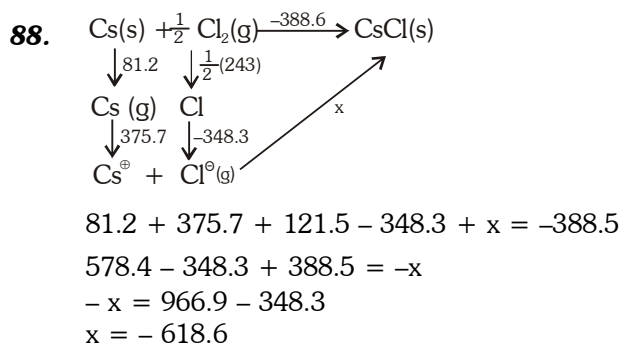 88. Cs(s) + 1/2 Cl₂(g) –388.6 CsCl(s)
81.2 1/2(243)
Cs (g) Cl
x
375.7 –348.3
Cs⊕ + Cl⊖(g)
81.2 + 375.7 + 121.5 – 348.3 + x = –388.5
578.4 – 348.3 + 388.5 = –x
– x = 966.9 – 348.3
x = – 618.6